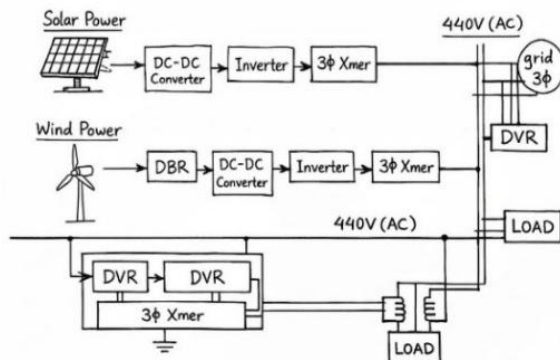 Solar Power
DC-DC
Converter
Inverter
3ϕ Xmer
440V (AC)
grid
3ϕ
DVR
Wind Power
DBR
DC-DC
Converter
Inverter
3ϕ Xmer
LOAD
440V (AC)
DVR
DVR
3ϕ Xmer
LOAD